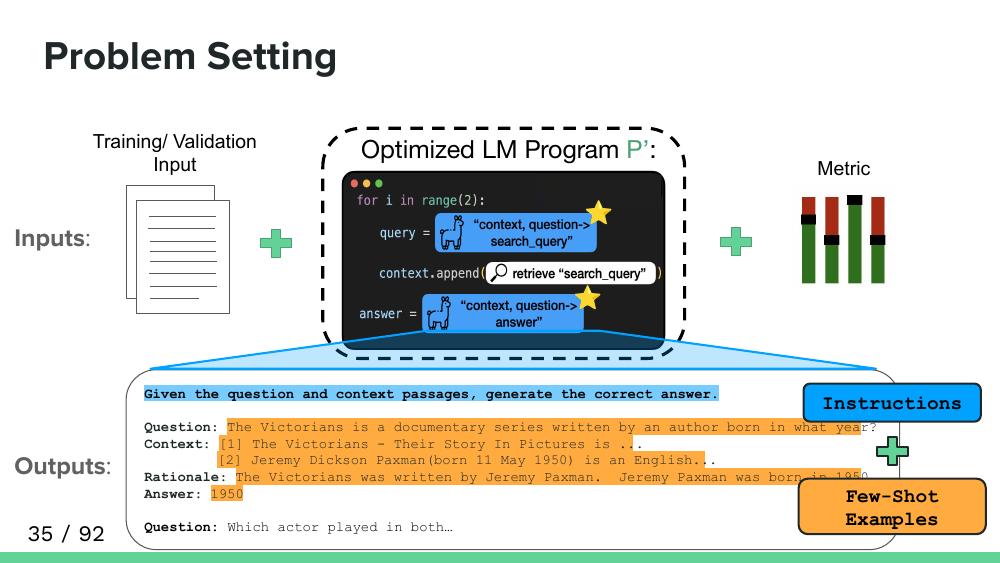 Problem Setting
Training/ Validation
Input
Optimized LM Program P’:
Metric
Inputs:
for i in range(2):
query = “context, question->
search_query”
context.append( retrieve “search_query” )
answer = “context, question->
answer”
Given the question and context passages, generate the correct answer.
Instructions
Question: The Victorians is a documentary series written by an author born in what year?
Context: [1] The Victorians - Their Story In Pictures is ...
[2] Jeremy Dickson Paxman(born 11 May 1950) is an English...
Outputs:
Rationale: The Victorians was written by Jeremy Paxman. Jeremy Paxman was born in 1950
Answer: 1950
Few-Shot
Examples
Question: Which actor played in both…
35 / 92